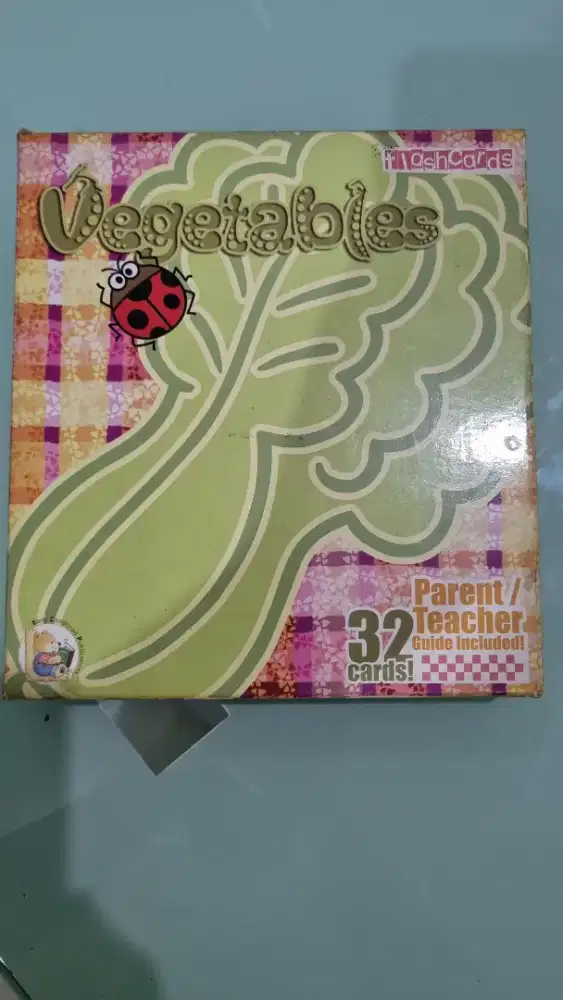 flashcards
Vegetables
32
cards!
Parent /
Teacher
Guide included!